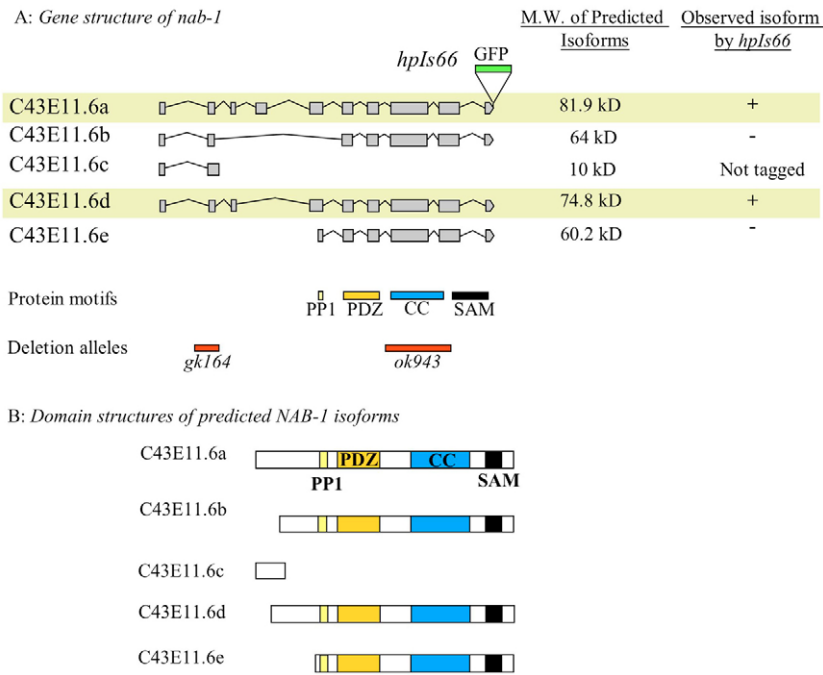 A: Gene structure of nab-1
M.W. of Predicted Isoforms
Observed isoform by hpIs66
hpIs66
GFP
C43E11.6a 81.9 kD +
C43E11.6b 64 kD -
C43E11.6c 10 kD Not tagged
C43E11.6d 74.8 kD +
C43E11.6e 60.2 kD -
Protein motifs
PP1 PDZ CC SAM
Deletion alleles
gk164 ok943
B: Domain structures of predicted NAB-1 isoforms
C43E11.6a
PDZ CC
PP1 SAM
C43E11.6b
C43E11.6c
C43E11.6d
C43E11.6e